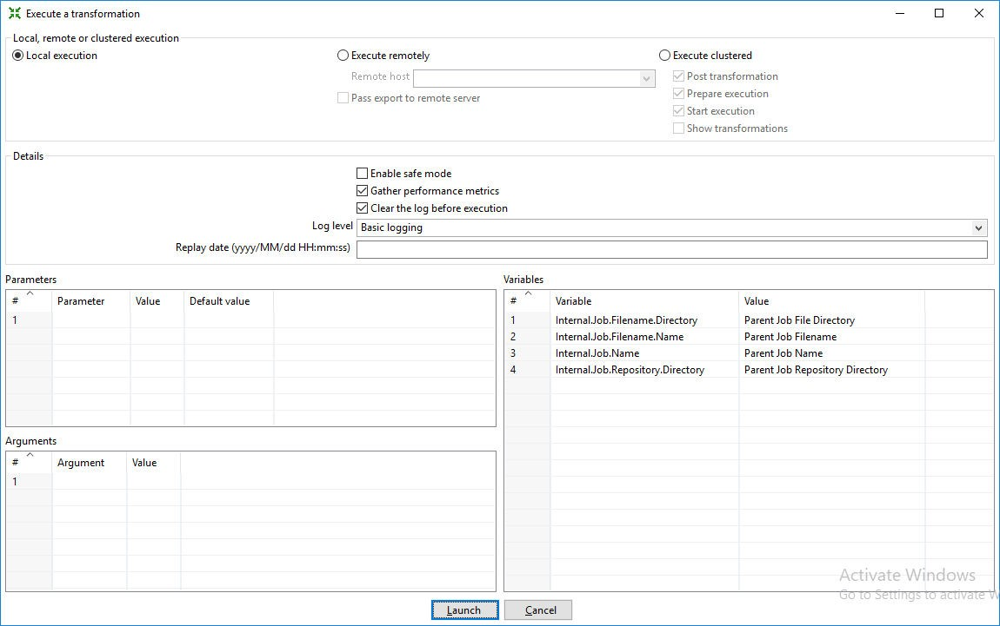 Execute a transformation
Local, remote or clustered execution
Local execution
Execute remotely
Execute clustered
Remote host
Post transformation
Prepare execution
Pass export to remote server
Start execution
Show transformations
Details
Enable safe mode
Gather performance metrics
Clear the log before execution
Log level
Basic logging
Replay date (yyyy/MM/dd HH:mm:ss)
Parameters
# Parameter Value Default value
1
Arguments
# Argument Value
1
Variables
# Variable Value
1 Internal.Job.Filename.Directory Parent Job File Directory
2 Internal.Job.Filename.Name Parent Job Filename
3 Internal.Job.Name Parent Job Name
4 Internal.Job.Repository.Directory Parent Job Repository Directory
Activate Windows
Go to Settings to activate W
Launch
Cancel